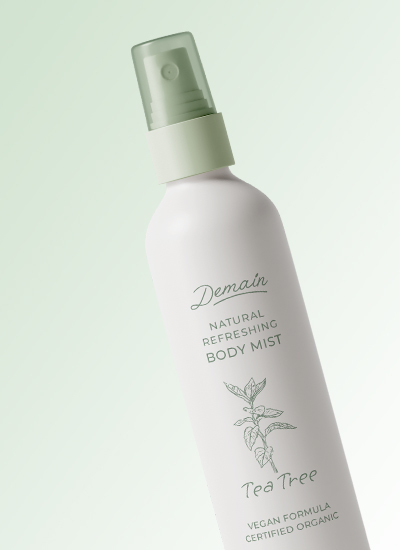 Demain
NATURAL
REFRESHING
BODY MIST
Tea Tree
VEGAN FORMULA
CERTIFIED ORGANIC